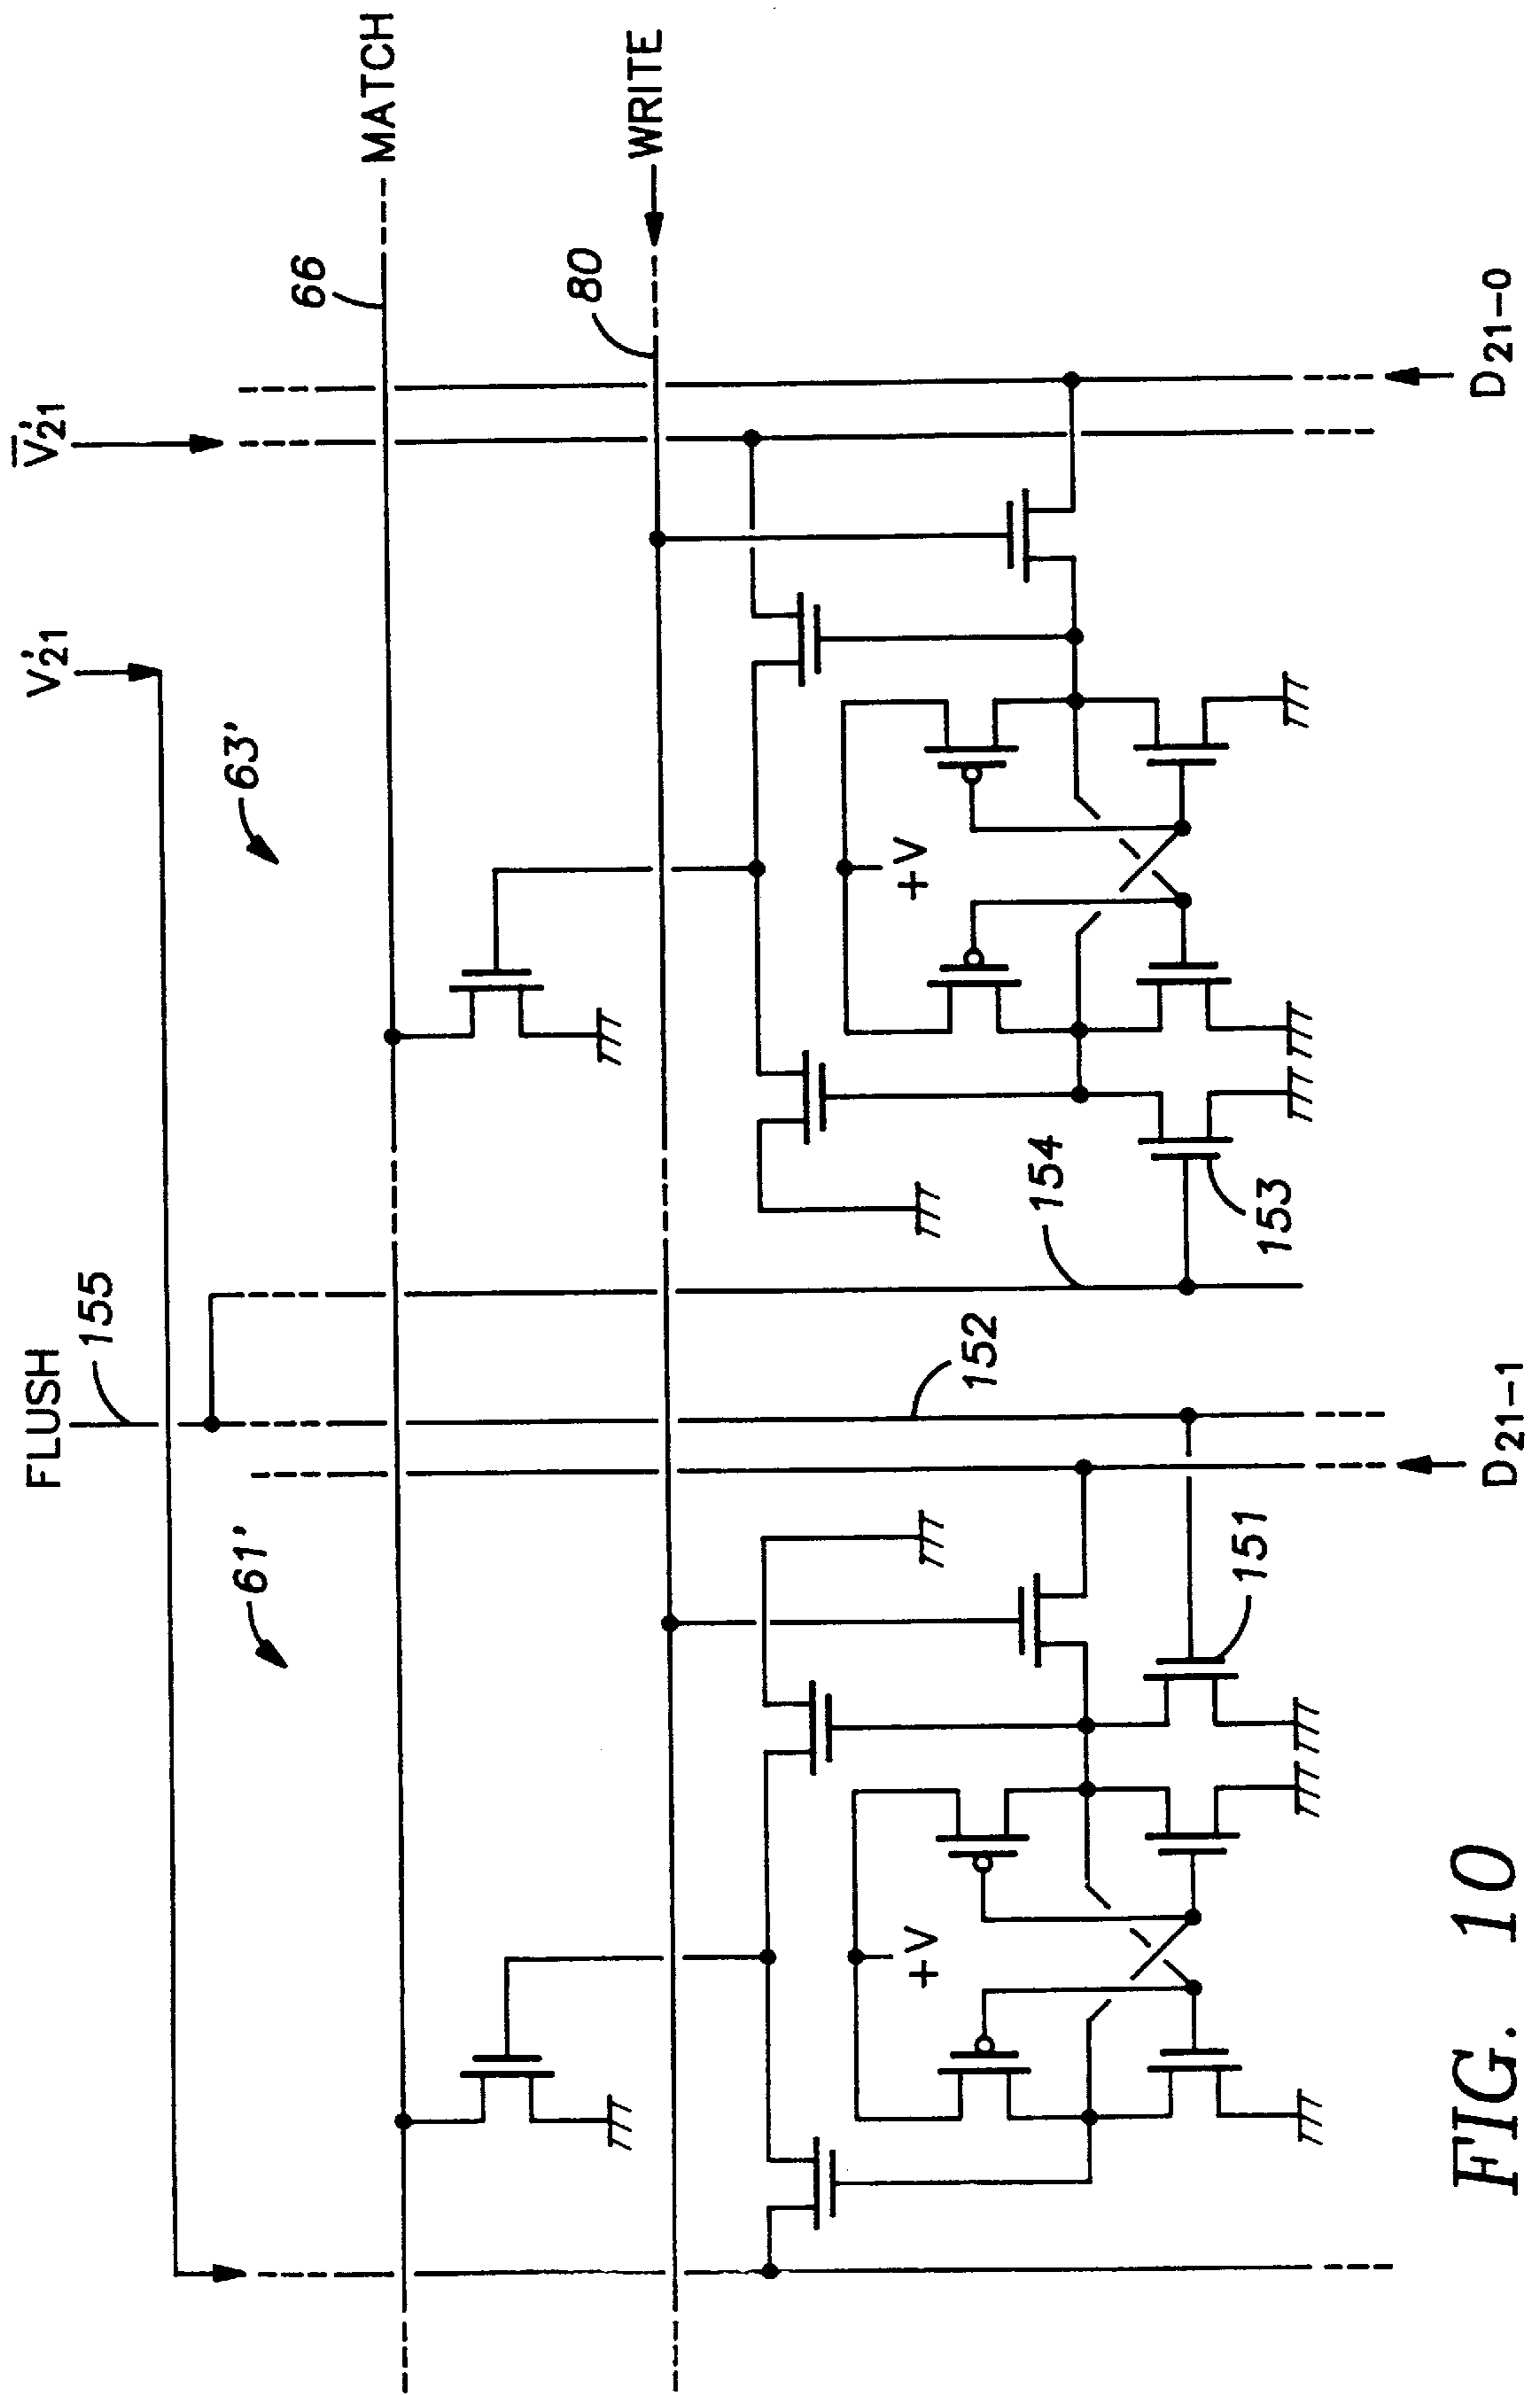 FLUSH
155
V'21
V̅'21
MATCH
66
WRITE
80
61'
63'
+V
+V
152
154
151
153
D21-1
D21-0
FIG. 10